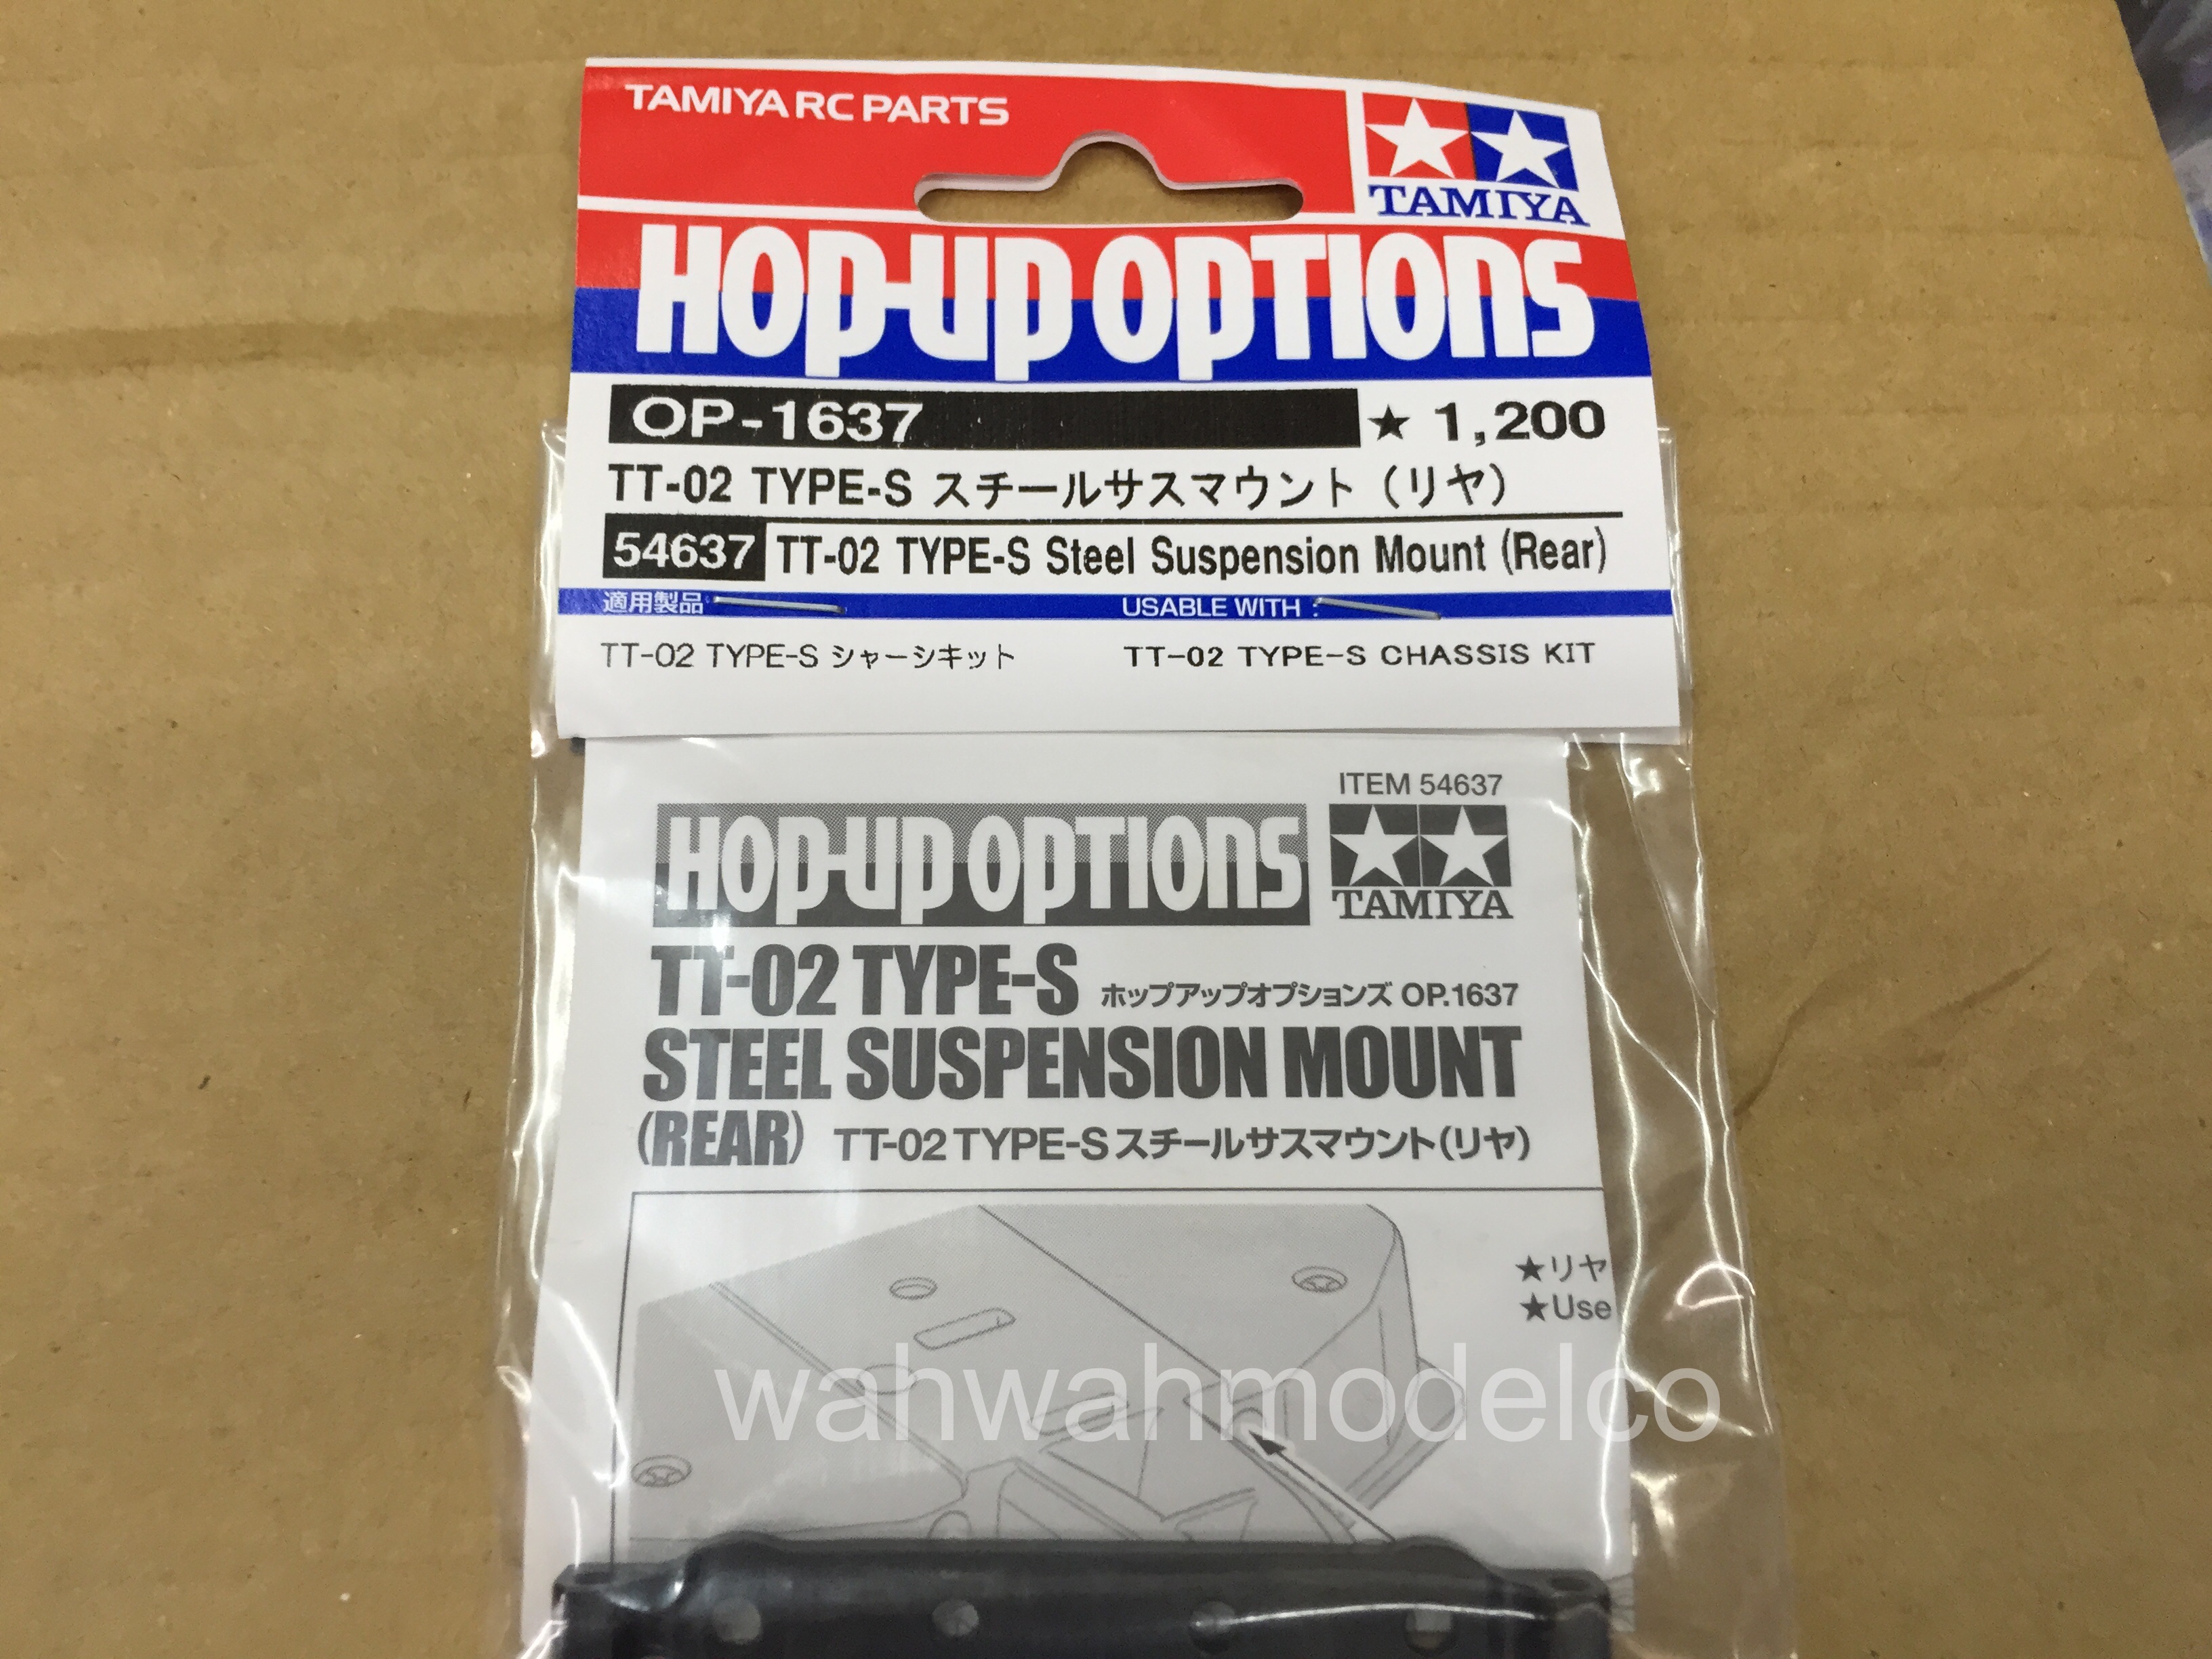 TAMIYA RC PARTS
TAMIYA
HOP-UP OPTIONS
OP-1637 ★ 1,200
TT-02 TYPE-S スチールサスマウント（リヤ）
54637 TT-02 TYPE-S Steel Suspension Mount (Rear)
適用製品 USABLE WITH :
TT-02 TYPE-S シャーシキット TT-02 TYPE-S CHASSIS KIT
ITEM 54637
HOP-UP OPTIONS TAMIYA
TT-02 TYPE-S ホップアップオプションズ OP.1637
STEEL SUSPENSION MOUNT
(REAR) TT-02 TYPE-S スチールサスマウント（リヤ）
★リヤ
★Use
wahwahmodelco